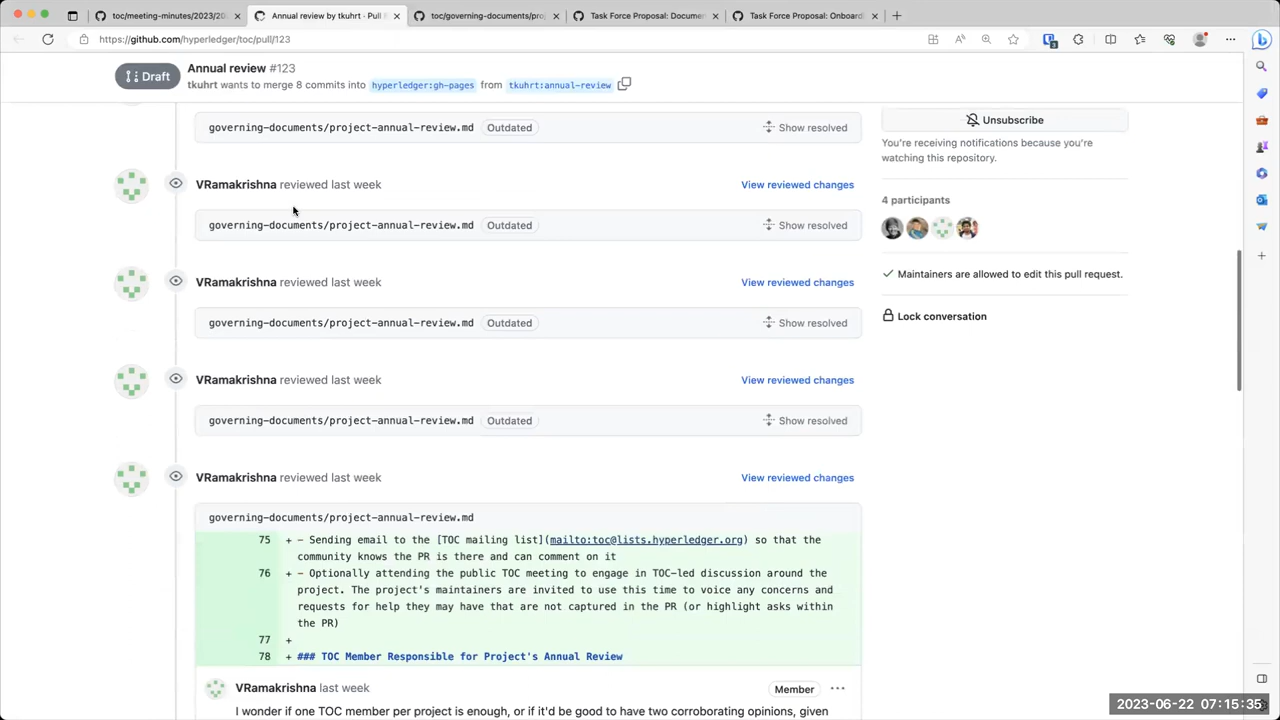 toc/meeting-minutes/2023/20
Annual review by tkuhrt · Pull R
toc/governing-documents/proj
Task Force Proposal: Documen
Task Force Proposal: Onboard
https://github.com/hyperledger/toc/pull/123
Draft
Annual review #123
tkuhrt wants to merge 8 commits into hyperledger:gh-pages from tkuhrt:annual-review
governing-documents/project-annual-review.md Outdated Show resolved
VRamakrishna reviewed last week View reviewed changes
governing-documents/project-annual-review.md Outdated Show resolved
VRamakrishna reviewed last week View reviewed changes
governing-documents/project-annual-review.md Outdated Show resolved
VRamakrishna reviewed last week View reviewed changes
governing-documents/project-annual-review.md Outdated Show resolved
VRamakrishna reviewed last week View reviewed changes
governing-documents/project-annual-review.md
75 + - Sending email to the [TOC mailing list](mailto:toc@lists.hyperledger.org) so that the
community knows the PR is there and can comment on it
76 + - Optionally attending the public TOC meeting to engage in TOC-led discussion around the
project. The project's maintainers are invited to use this time to voice any concerns and
requests for help they may have that are not captured in the PR (or highlight asks within
the PR)
77 +
78 + ### TOC Member Responsible for Project's Annual Review
VRamakrishna last week Member
I wonder if one TOC member per project is enough, or if it'd be good to have two corroborating opinions, given
Unsubscribe
You're receiving notifications because you're
watching this repository.
4 participants
Maintainers are allowed to edit this pull request.
Lock conversation
2023-06-22 07:15:35